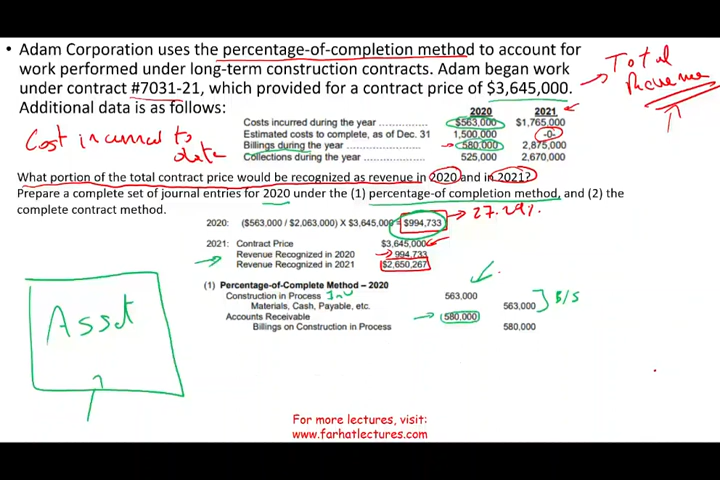 • Adam Corporation uses the percentage-of-completion method to account for
work performed under long-term construction contracts. Adam began work
under contract #7031-21, which provided for a contract price of $3,645,000.
Additional data is as follows:
Total
Revenue
2020 2021
Costs incurred during the year ................ $563,000 $1,765,000
Estimated costs to complete, as of Dec. 31 1,500,000 -0-
Billings during the year ................ 580,000 2,875,000
Collections during the year ................ 525,000 2,670,000
Cost incurred to
date
What portion of the total contract price would be recognized as revenue in 2020 and in 2021?
Prepare a complete set of journal entries for 2020 under the (1) percentage-of-completion method, and (2) the
complete contract method.
2020: ($563,000 / $2,063,000) X $3,645,000 = $994,733
27.29%.
2021: Contract Price $3,645,000
Revenue Recognized in 2020 994,733
Revenue Recognized in 2021 $2,650,267
(1) Percentage-of-Complete Method – 2020
Construction in Process Inv 563,000
Materials, Cash, Payable, etc. 563,000
B/S
Accounts Receivable 580,000
Billings on Construction in Process 580,000
Asset
For more lectures, visit:
www.farhatlectures.com